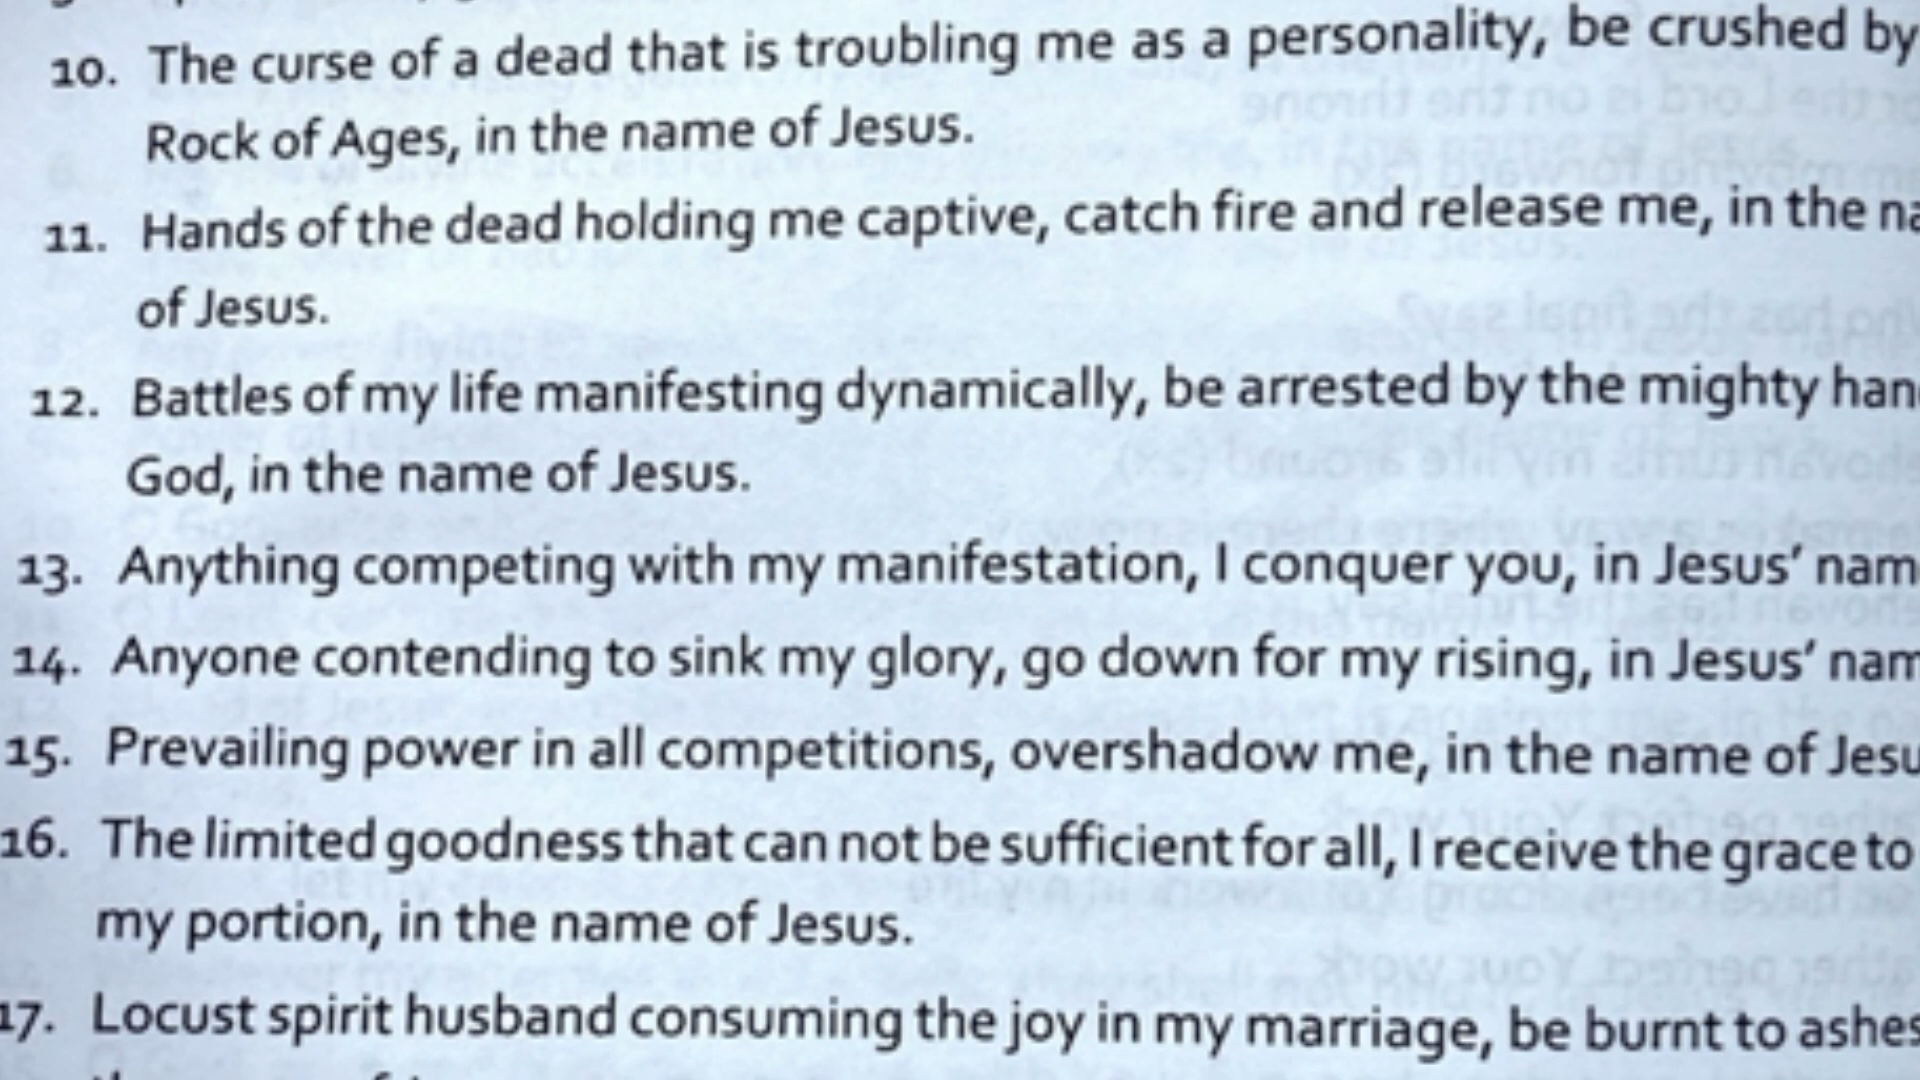 10. The curse of a dead that is troubling me as a personality, be crushed by
Rock of Ages, in the name of Jesus.
11. Hands of the dead holding me captive, catch fire and release me, in the
of Jesus.
12. Battles of my life manifesting dynamically, be arrested by the mighty
God, in the name of Jesus.
13. Anything competing with my manifestation, I conquer you, in Jesus’
14. Anyone contending to sink my glory, go down for my rising, in Jesus’
15. Prevailing power in all competitions, overshadow me, in the name of
16. The limited goodness that can not be sufficient for all, I receive the grace to
my portion, in the name of Jesus.
17. Locust spirit husband consuming the joy in my marriage, be burnt to ashes